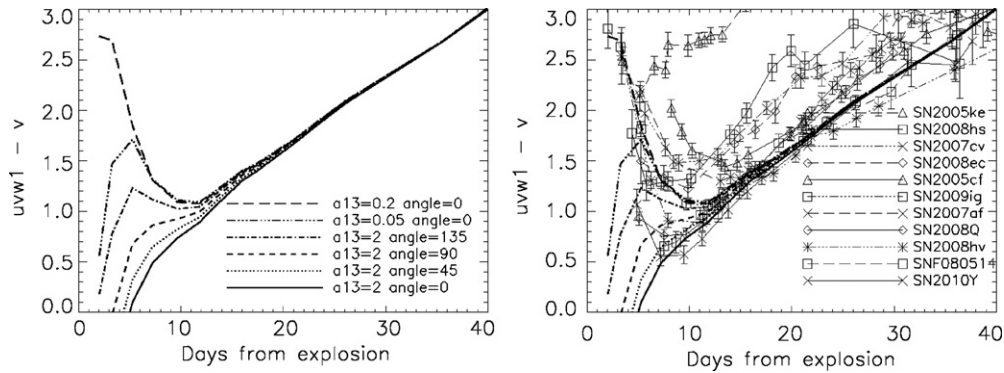 uvw1 - v
3.0
2.5
2.0
1.5
1.0
0.5
0.0
a13=0.2 angle=0
a13=0.05 angle=0
a13=2 angle=135
a13=2 angle=90
a13=2 angle=45
a13=2 angle=0
0 10 20 30 40
Days from explosion
uvw1 - v
3.0
2.5
2.0
1.5
1.0
0.5
0.0
SN2005ke
SN2008hs
SN2007cv
SN2008ec
SN2005cf
SN2009ig
SN2007af
SN2008Q
SN2008hv
SNF080514
SN2010Y
0 10 20 30 40
Days from explosion